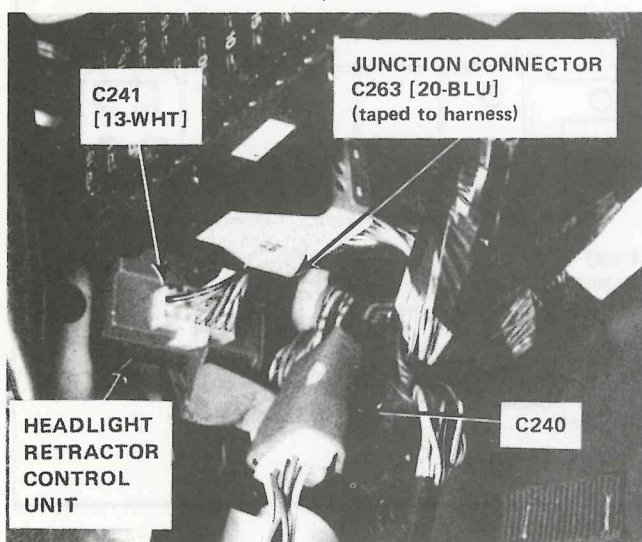 C241
[13-WHT]
JUNCTION CONNECTOR
C263 [20-BLU]
(taped to harness)
HEADLIGHT
RETRACTOR
CONTROL
UNIT
C240